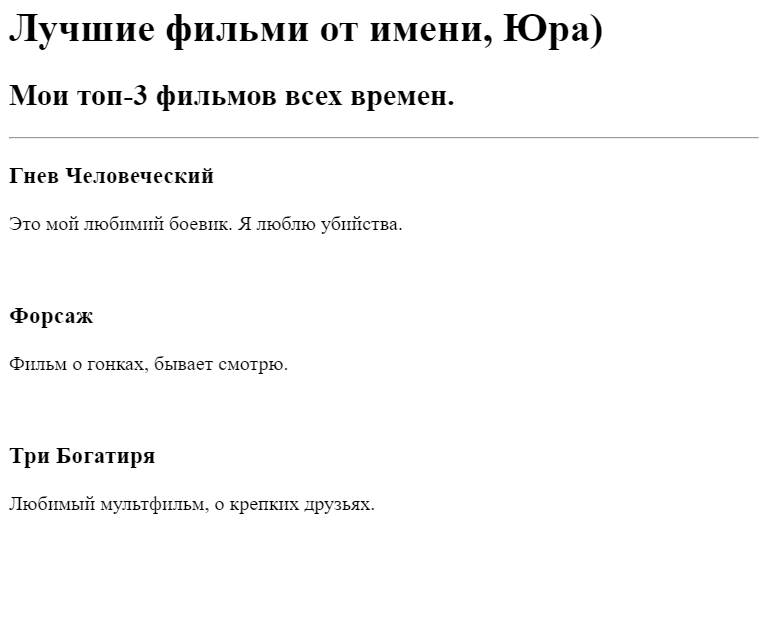 Лучшие фильми от имени, Юра)
Мои топ-3 фильмов всех времен.
Гнев Человеческий
Это мой любимий боевик. Я люблю убийства.
Форсаж
Фильм о гонках, бывает смотрю.
Три Богатиря
Любимый мультфильм, о крепких друзьях.